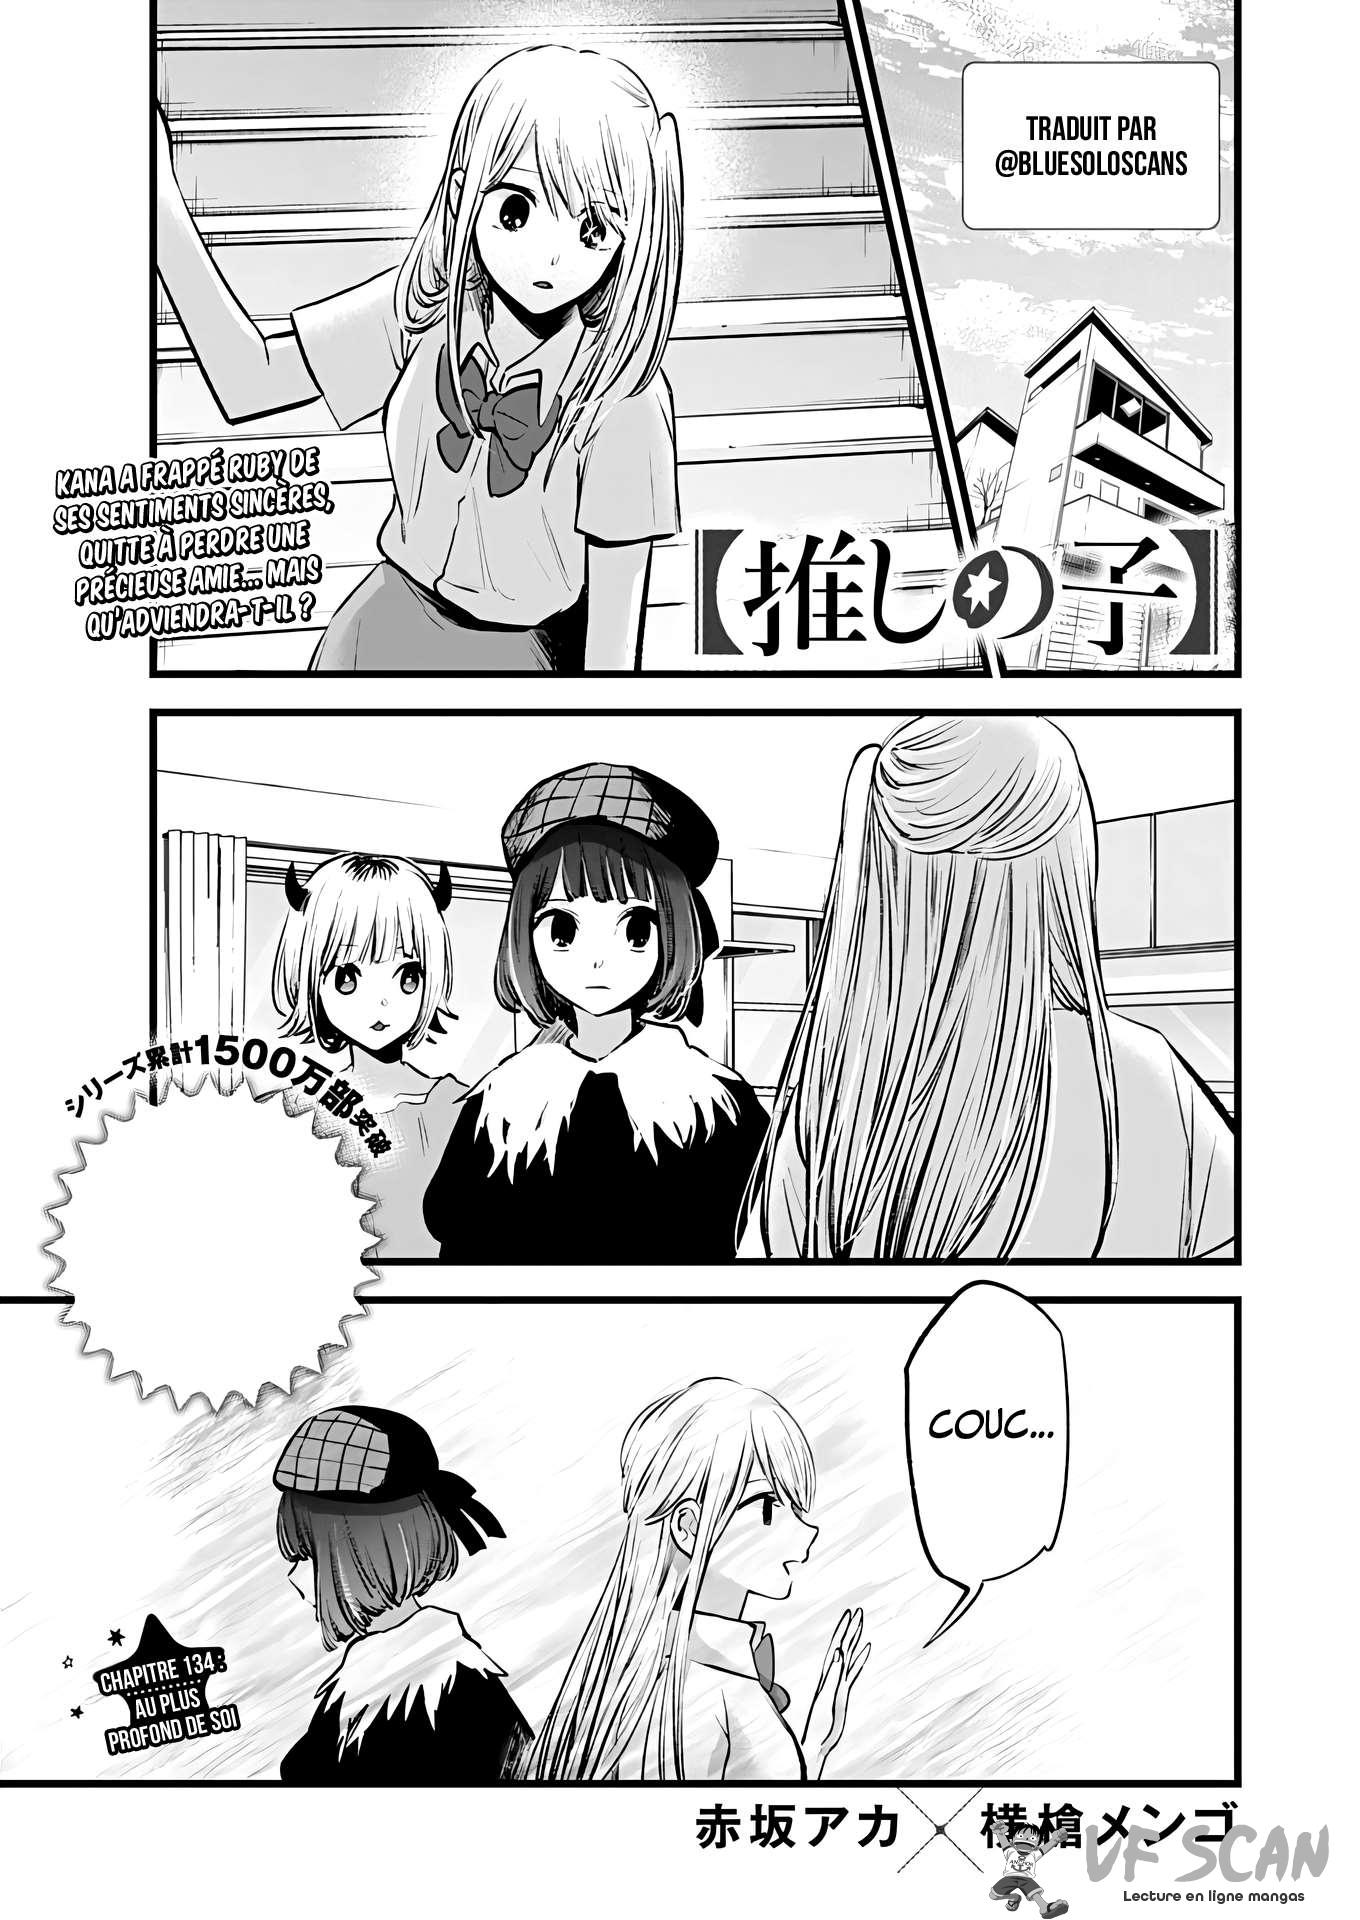 TRADUIT PAR
@BLUESOLOSCANS
KANA A FRAPPÉ RUBY DE
SES SENTIMENTS SINCÈRES,
QUITTE À PERDRE UNE
PRÉCIEUSE AMIE... MAIS
QU'ADVIENDRA-T-IL ?
【推しの子】
シリーズ累計1500万部突破
COUC...
CHAPITRE 134 :
AU PLUS
PROFOND DE SOI
赤坂アカ×横槍メンゴ
VF SCAN
Lecture en ligne mangas